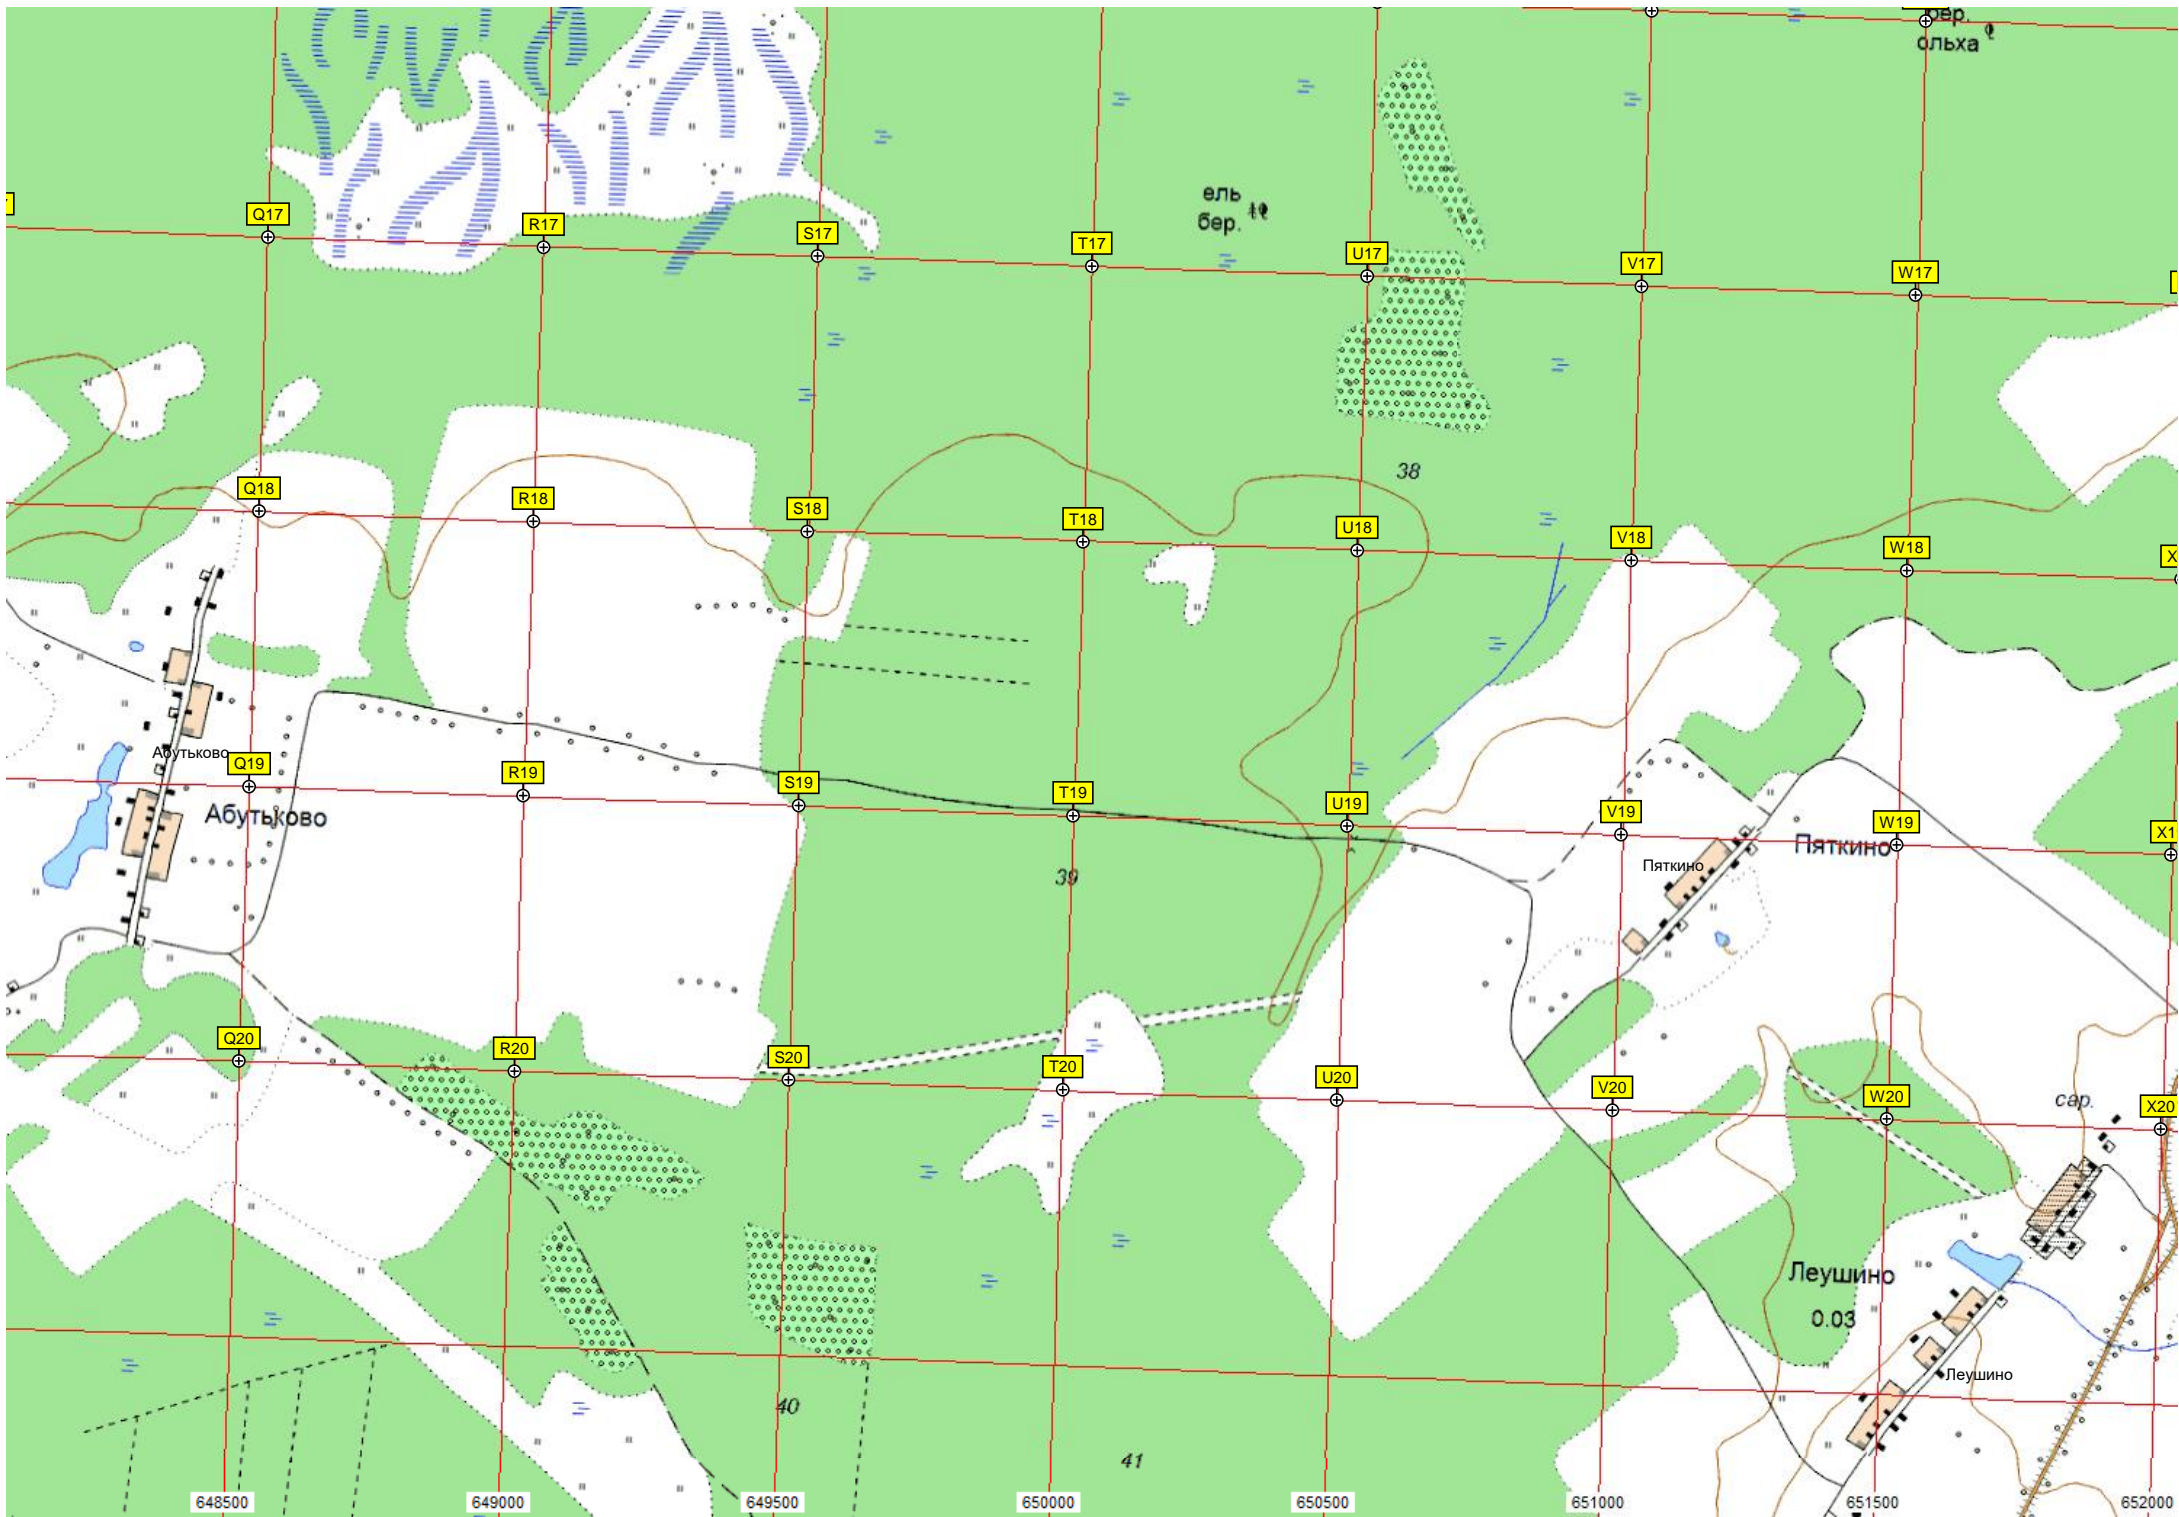 бер.
ольха
ель
бер.
Q17
R17
S17
T17
U17
V17
W17
38
Q18
R18
S18
T18
U18
V18
W18
X
Абутьково
Q19
R19
S19
T19
U19
V19
W19
X1
Абутьково
Пяткино
Пяткино
39
Q20
R20
S20
T20
U20
V20
W20
X20
сар.
Леушино
0.03
Леушино
40
41
648500
649000
649500
650000
650500
651000
651500
652000